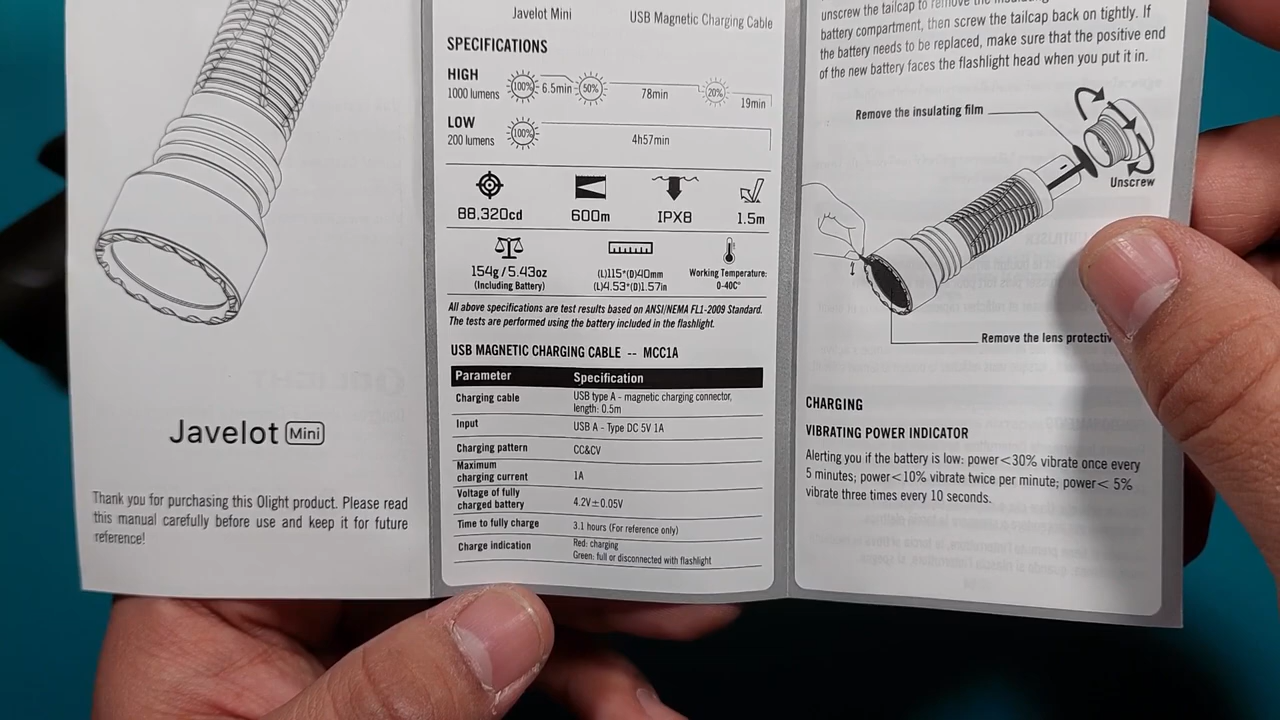 Javelot Mini
Thank you for purchasing this Olight product. Please read
this manual carefully before use and keep it for future
reference!
Javelot Mini
USB Magnetic Charging Cable
SPECIFICATIONS
HIGH
1000 lumens
100% 6.5min 50% 78min 20% 19min
LOW
200 lumens
100% 4h57min
88,320cd 600m IPX8 1.5m
154g/5.43oz
(Including Battery)
(L)115*(D)40mm
(L)4.53*(D)1.57in
Working Temperature:
0-40C°
All above specifications are test results based on ANSI/NEMA FL1-2009 Standard.
The tests are performed using the battery included in the flashlight.
USB MAGNETIC CHARGING CABLE -- MCC1A
Parameter Specification
Charging cable USB type A - magnetic charging connector,
length: 0.5m
Input USB A - Type DC 5V 1A
Charging pattern CC&CV
Maximum
charging current 1A
Voltage of fully
charged battery 4.2V±0.05V
Time to fully charge 3.1 hours (For reference only)
Charge indication Red: charging
Green: full or disconnected with flashlight
unscrew the tailcap to remove the
battery compartment, then screw the tailcap back on tightly. If
the battery needs to be replaced, make sure that the positive end
of the new battery faces the flashlight head when you put it in.
Remove the insulating film
Unscrew
Remove the lens protectiv
CHARGING
VIBRATING POWER INDICATOR
Alerting you if the battery is low: power<30% vibrate once every
5 minutes; power<10% vibrate twice per minute; power< 5%
vibrate three times every 10 seconds.